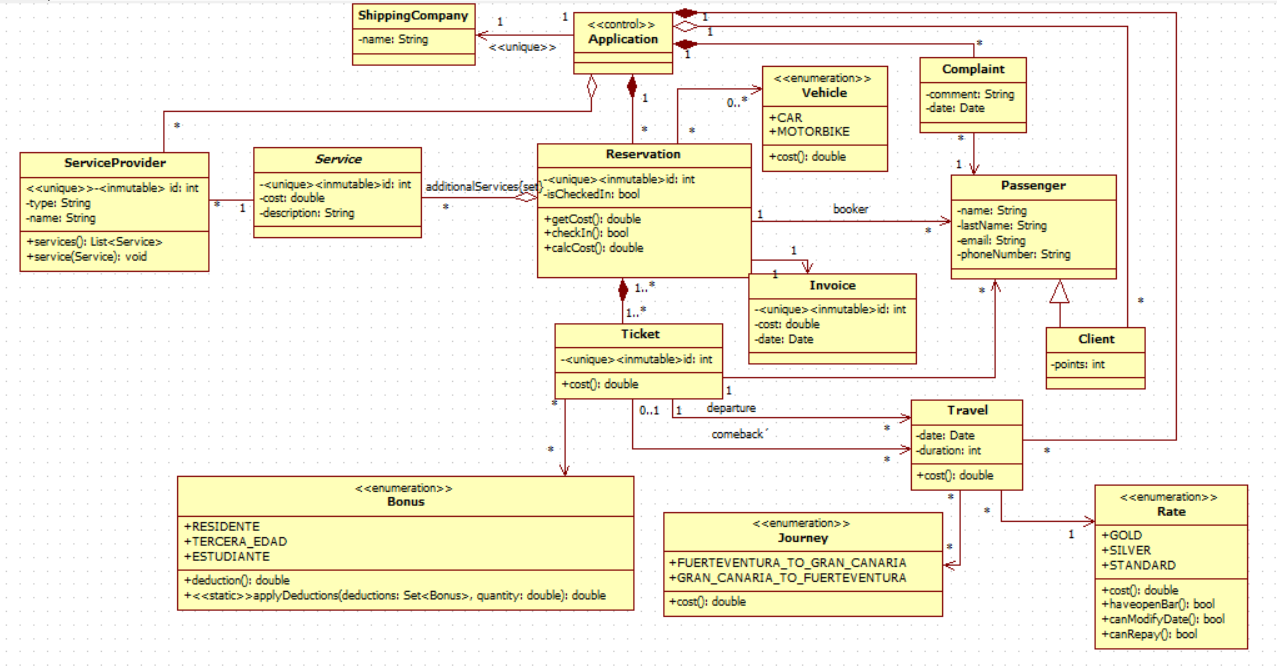 ShippingCompany
-name: String
1
1
<<unique>>
<<control>>
Application
1
1
1
1
*
*
*
Complaint
-comment: String
-date: Date
*
1
<<enumeration>>
Vehicle
+CAR
+MOTORBIKE
+cost(): double
0..*
*
ServiceProvider
<<unique>>-<inmutable> id: int
-type: String
-name: String
+services(): List<Service>
+service(Service): void
*
1
Service
-<unique><inmutable>id: int
-cost: double
-description: String
additionalServices{set}
*
Reservation
-<unique><inmutable>id: int
-isCheckedIn: bool
+getCost(): double
+checkIn(): bool
+calcCost(): double
1
booker
*
Passenger
-name: String
-lastName: String
-email: String
-phoneNumber: String
1
1
Invoice
-<unique><inmutable>id: int
-cost: double
-date: Date
1..*
1..*
*
*
Ticket
-<unique><inmutable>id: int
+cost(): double
Client
-points: int
1
*
0..1
1
departure
*
comeback´
*
Travel
-date: Date
-duration: int
+cost(): double
*
*
<<enumeration>>
Bonus
+RESIDENTE
+TERCERA_EDAD
+ESTUDIANTE
+deduction(): double
+<<static>>applyDeductions(deductions: Set<Bonus>, quantity: double): double
*
*
*
1
<<enumeration>>
Journey
+FUERTEVENTURA_TO_GRAN_CANARIA
+GRAN_CANARIA_TO_FUERTEVENTURA
+cost(): double
<<enumeration>>
Rate
+GOLD
+SILVER
+STANDARD
+cost(): double
+haveopenBar(): bool
+canModifyDate(): bool
+canRepay(): bool